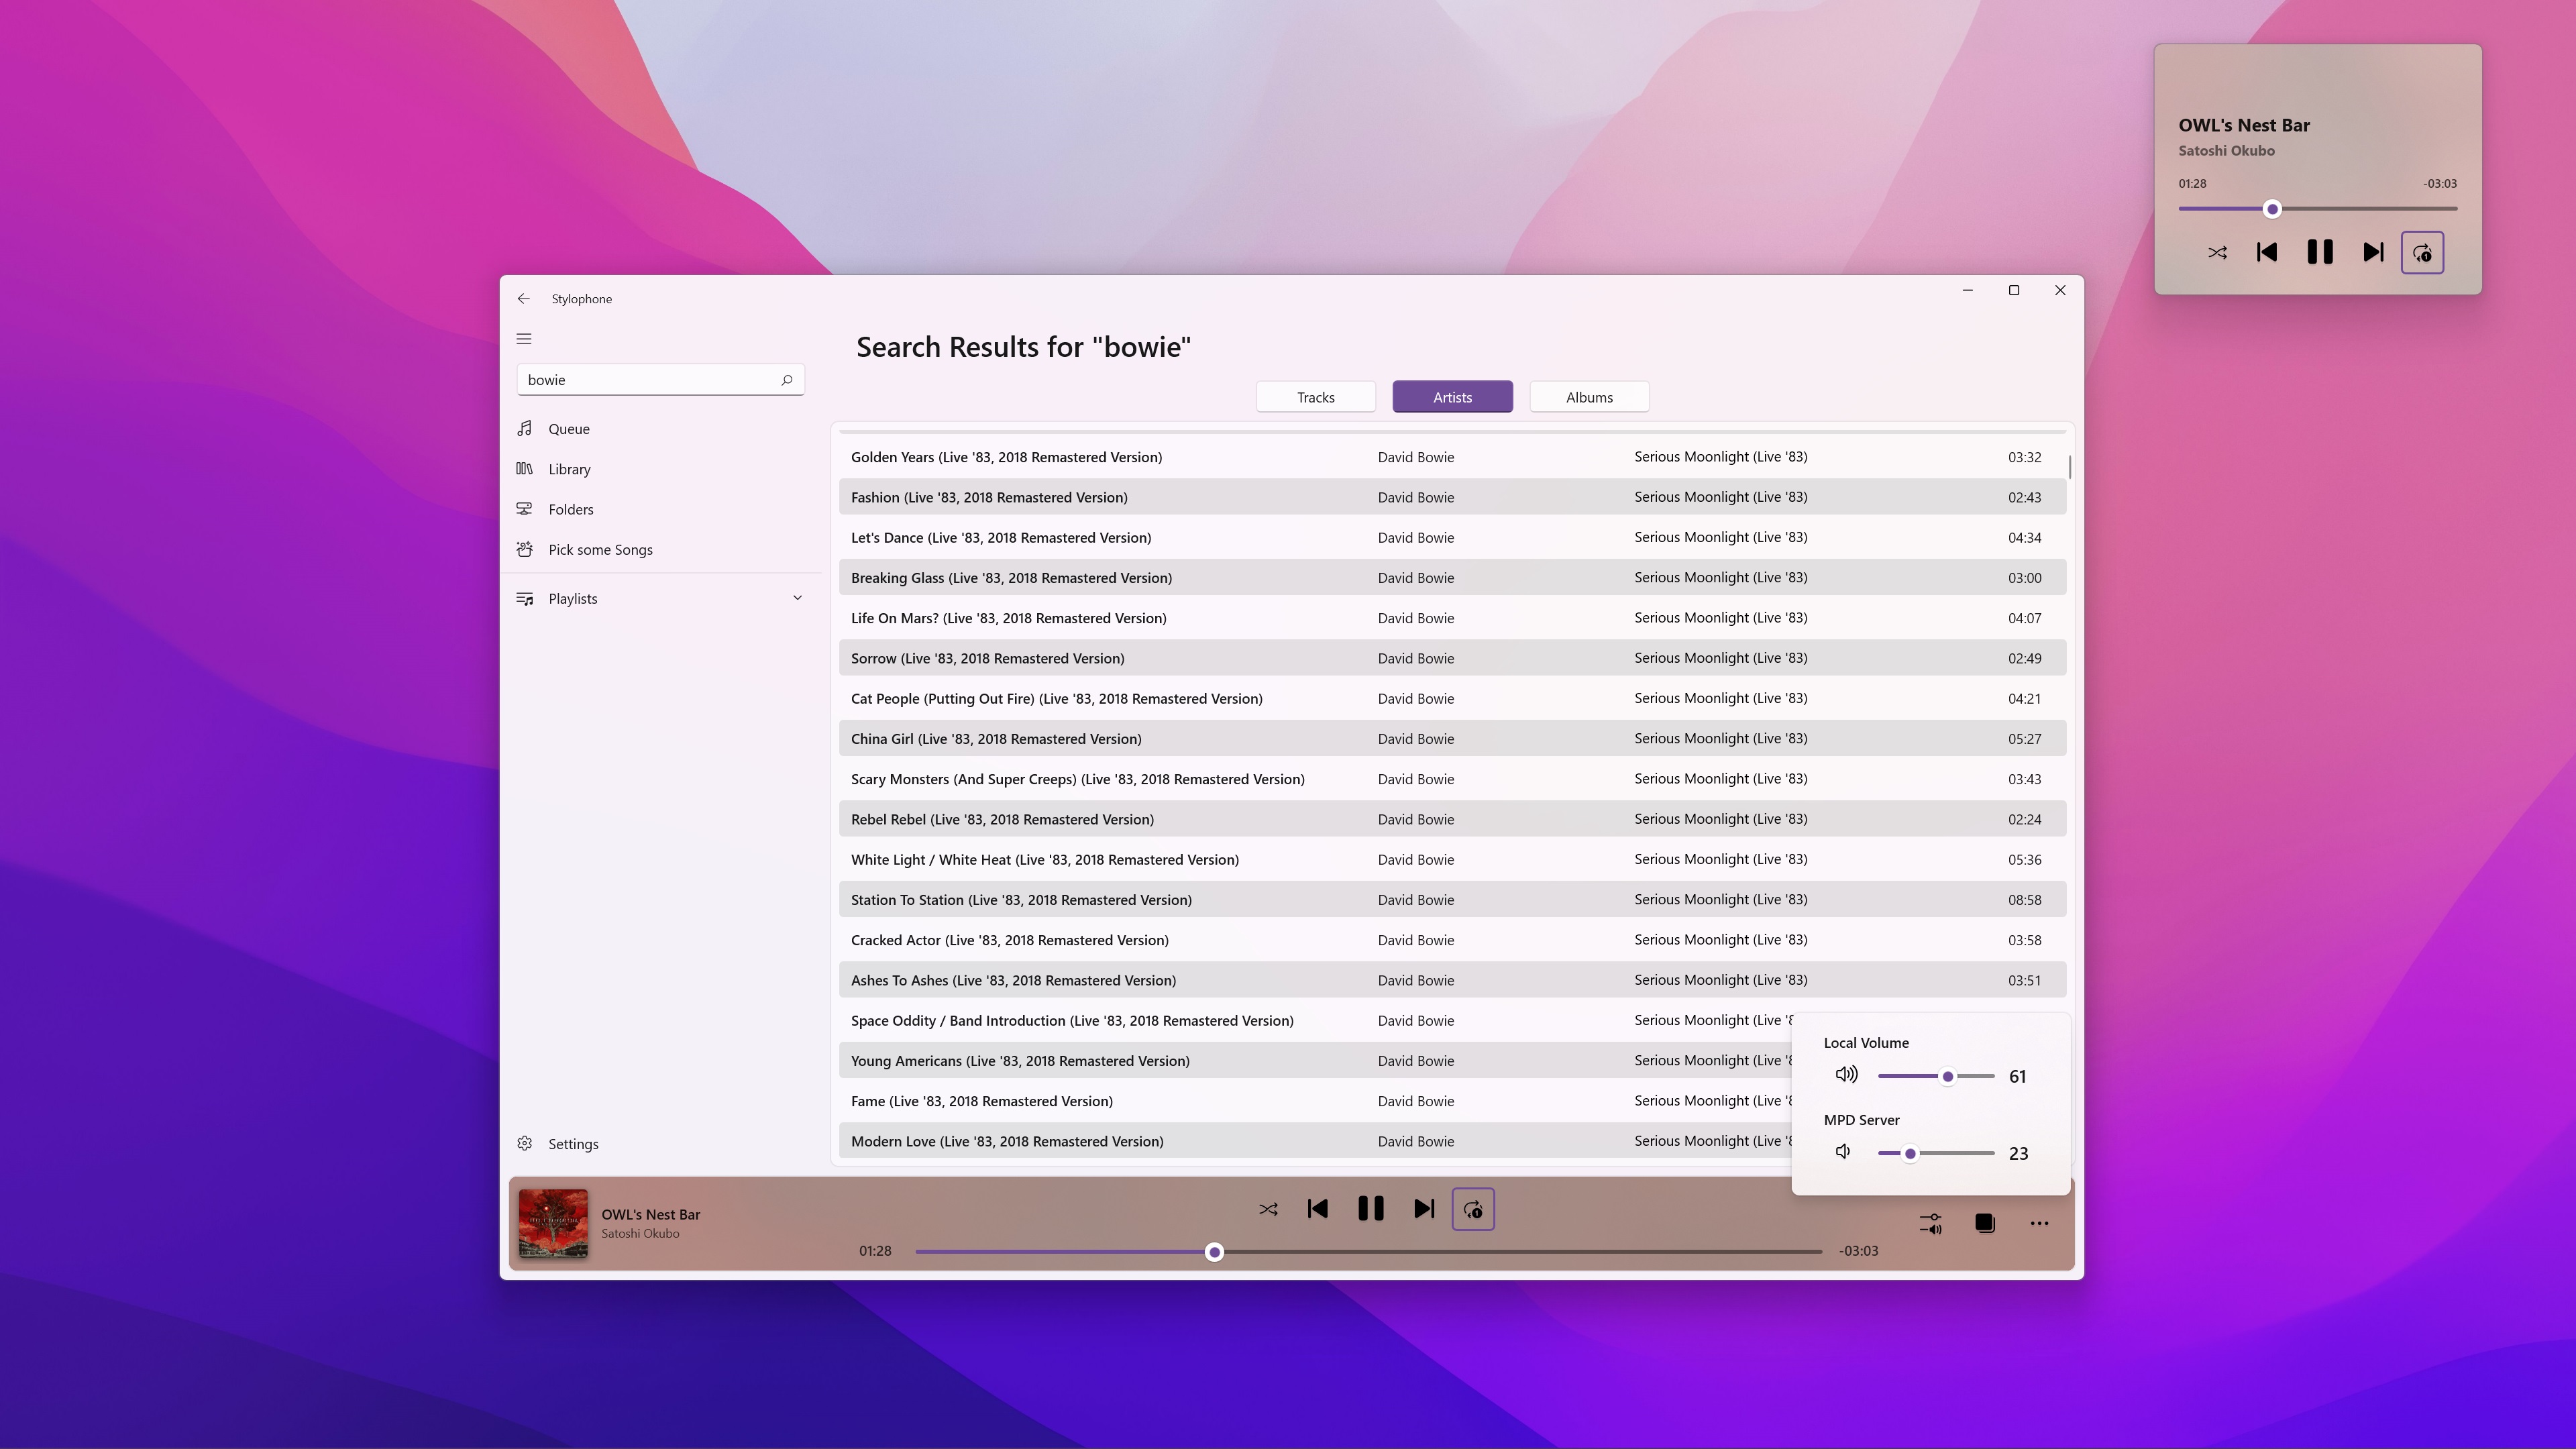 OWL's Nest Bar
Satoshi Okubo
01:28 -03:03
Stylophone
Search Results for "bowie"
bowie
Tracks Artists Albums
Queue
Library
Folders
Pick some Songs
Playlists
Golden Years (Live '83, 2018 Remastered Version) David Bowie Serious Moonlight (Live '83) 03:32
Fashion (Live '83, 2018 Remastered Version) David Bowie Serious Moonlight (Live '83) 02:43
Let's Dance (Live '83, 2018 Remastered Version) David Bowie Serious Moonlight (Live '83) 04:34
Breaking Glass (Live '83, 2018 Remastered Version) David Bowie Serious Moonlight (Live '83) 03:00
Life On Mars? (Live '83, 2018 Remastered Version) David Bowie Serious Moonlight (Live '83) 04:07
Sorrow (Live '83, 2018 Remastered Version) David Bowie Serious Moonlight (Live '83) 02:49
Cat People (Putting Out Fire) (Live '83, 2018 Remastered Version) David Bowie Serious Moonlight (Live '83) 04:21
China Girl (Live '83, 2018 Remastered Version) David Bowie Serious Moonlight (Live '83) 05:27
Scary Monsters (And Super Creeps) (Live '83, 2018 Remastered Version) David Bowie Serious Moonlight (Live '83) 03:43
Rebel Rebel (Live '83, 2018 Remastered Version) David Bowie Serious Moonlight (Live '83) 02:24
White Light / White Heat (Live '83, 2018 Remastered Version) David Bowie Serious Moonlight (Live '83) 05:36
Station To Station (Live '83, 2018 Remastered Version) David Bowie Serious Moonlight (Live '83) 08:58
Cracked Actor (Live '83, 2018 Remastered Version) David Bowie Serious Moonlight (Live '83) 03:58
Ashes To Ashes (Live '83, 2018 Remastered Version) David Bowie Serious Moonlight (Live '83) 03:51
Space Oddity / Band Introduction (Live '83, 2018 Remastered Version) David Bowie Serious Moonlight (Live '8
Young Americans (Live '83, 2018 Remastered Version) David Bowie Serious Moonlight (Live '8
Fame (Live '83, 2018 Remastered Version) David Bowie Serious Moonlight (Live '8
Modern Love (Live '83, 2018 Remastered Version) David Bowie Serious Moonlight (Live '8
Local Volume
61
MPD Server
23
Settings
OWL's Nest Bar
Satoshi Okubo
01:28 -03:03